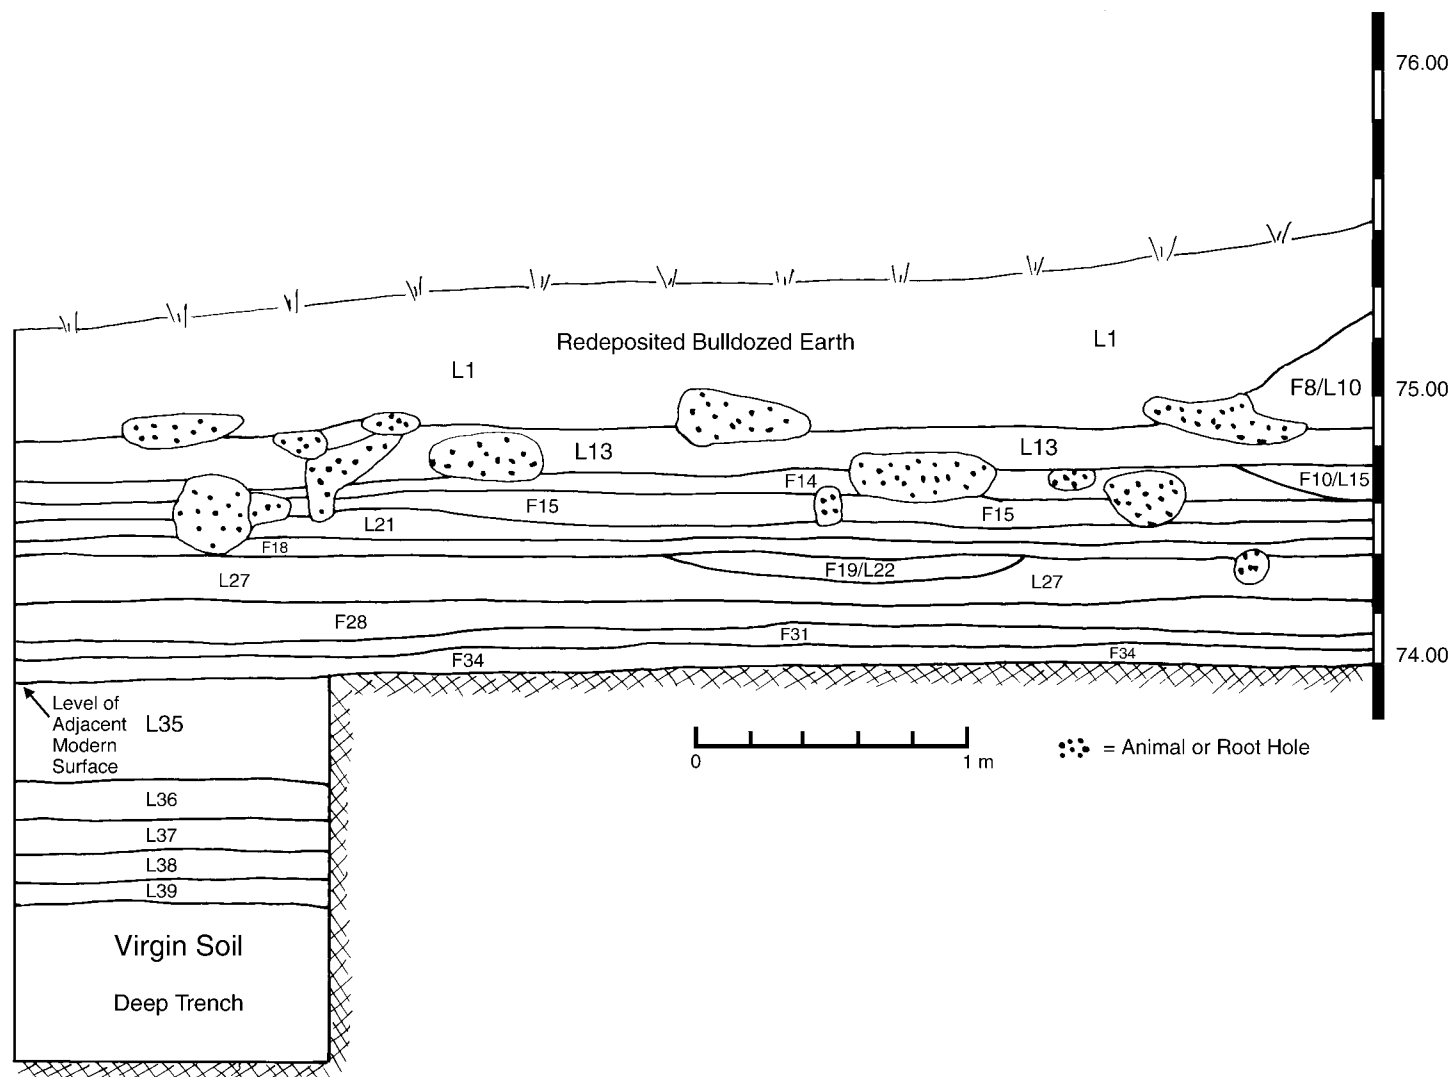 76.00
Redeposited Bulldozed Earth
L1
L1
F8/L10
75.00
L13
L13
F14
F10/L15
F15
F15
L21
F18
F19/L22
L27
L27
F28
F31
F34
F34
74.00
Level of
Adjacent
Modern
Surface
L35
0
1 m
= Animal or Root Hole
L36
L37
L38
L39
Virgin Soil
Deep Trench